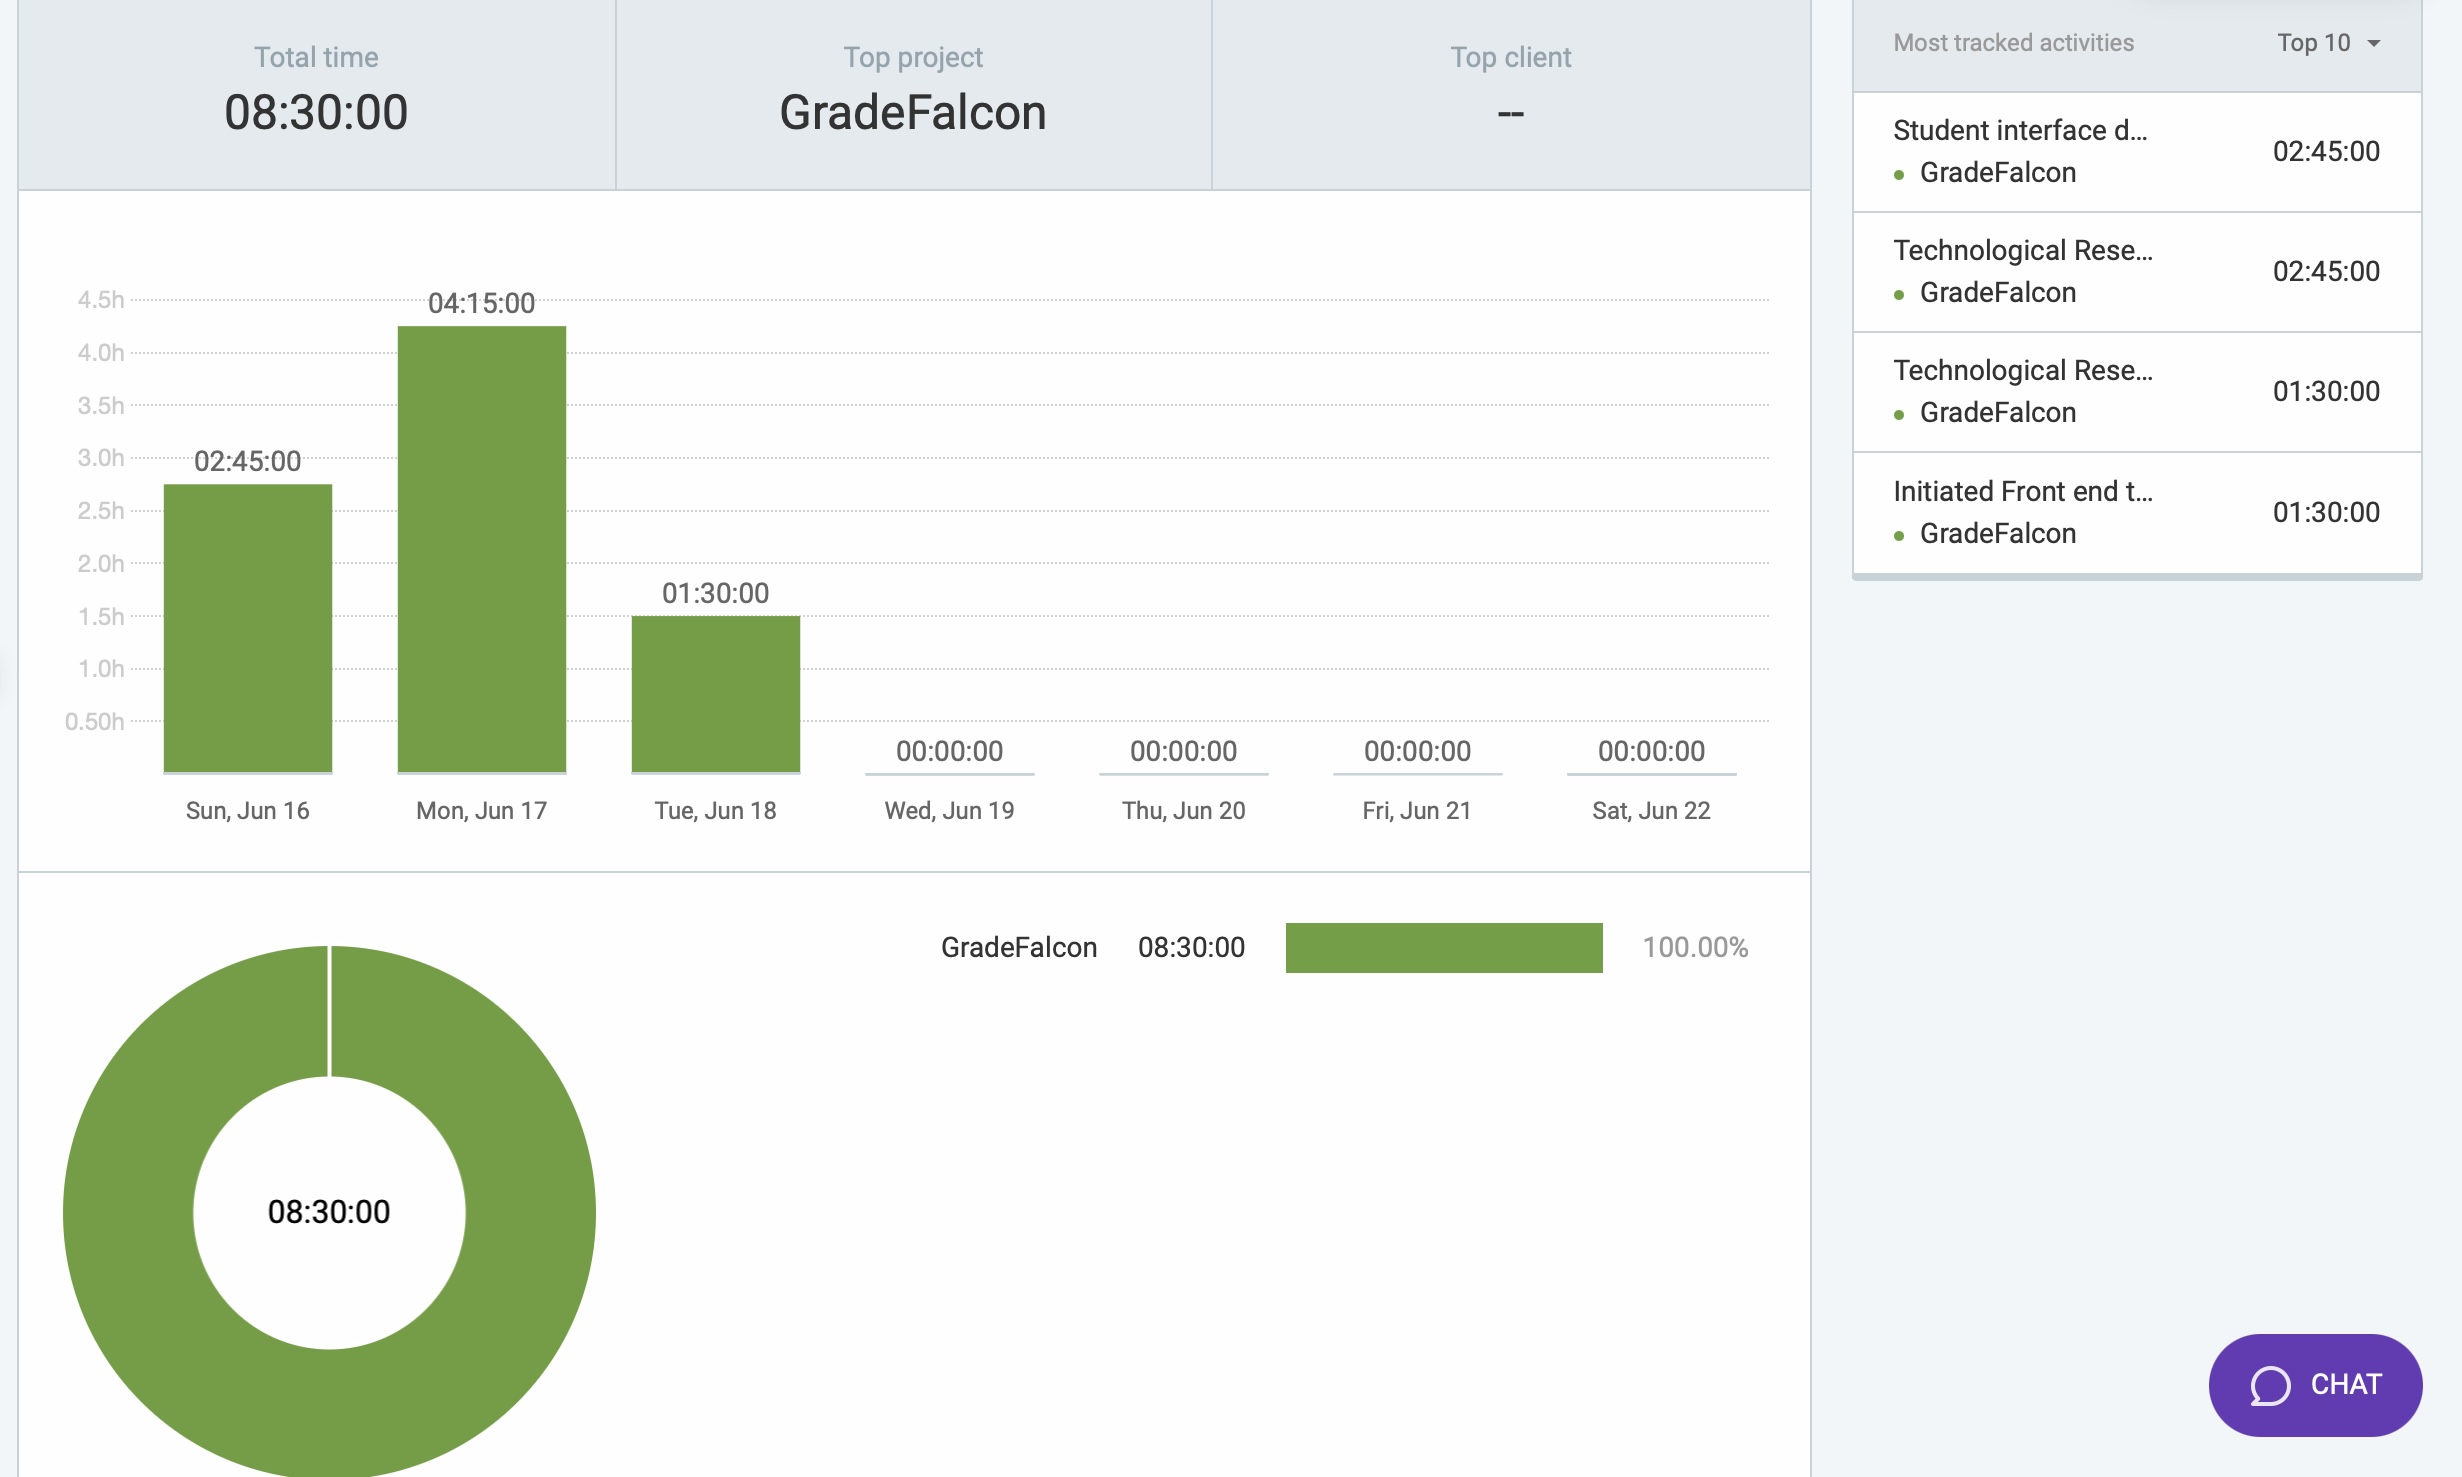 Total time
08:30:00
Top project
GradeFalcon
Top client
--
Most tracked activities
Top 10
Student interface d...
GradeFalcon
02:45:00
Technological Rese...
GradeFalcon
02:45:00
Technological Rese...
GradeFalcon
01:30:00
Initiated Front end t...
GradeFalcon
01:30:00
4.5h
4.0h
3.5h
3.0h
2.5h
2.0h
1.5h
1.0h
0.50h
02:45:00
04:15:00
01:30:00
00:00:00
00:00:00
00:00:00
00:00:00
Sun, Jun 16
Mon, Jun 17
Tue, Jun 18
Wed, Jun 19
Thu, Jun 20
Fri, Jun 21
Sat, Jun 22
GradeFalcon 08:30:00 100.00%
08:30:00
CHAT